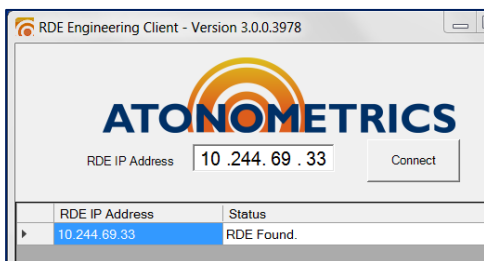 RDE Engineering Client - Version 3.0.0.3978
ATONOMETRICS
RDE IP Address 10 .244. 69 . 33 Connect
RDE IP Address Status
10.244.69.33 RDE Found.